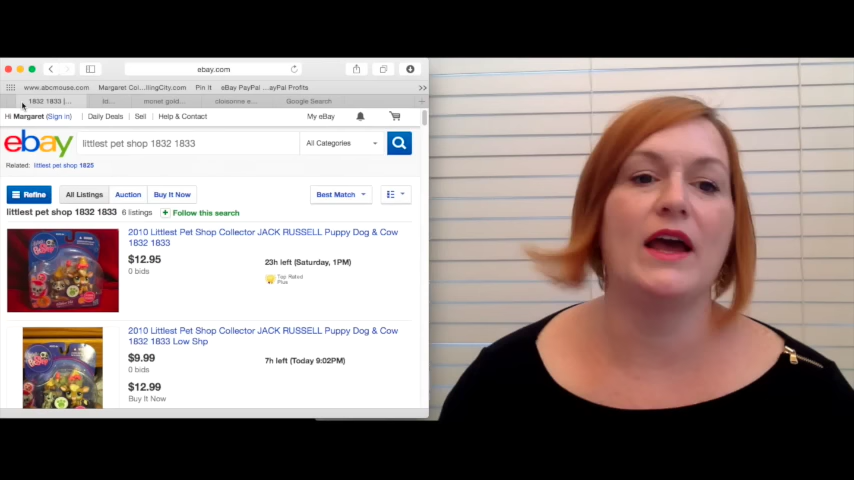 ebay.com
www.abcmouse.com Margaret Col...llingCity.com Pin It eBay PayPal ...ayPal Profits
1832 1833 |... monet gold... cloisonne e... Google Search
Hi Margaret (Sign in) Daily Deals Sell Help & Contact My eBay
ebay littlest pet shop 1832 1833 All Categories
Related: littlest pet shop 1825
Refine All Listings Auction Buy It Now Best Match
littlest pet shop 1832 1833 6 listings + Follow this search
2010 Littlest Pet Shop Collector JACK RUSSELL Puppy Dog & Cow
1832 1833
$12.95 23h left (Saturday, 1PM)
0 bids
Top Rated
Plus
2010 Littlest Pet Shop Collector JACK RUSSELL Puppy Dog & Cow
1832 1833 Low Shp
$9.99 7h left (Today 9:02PM)
0 bids
$12.99
Buy It Now